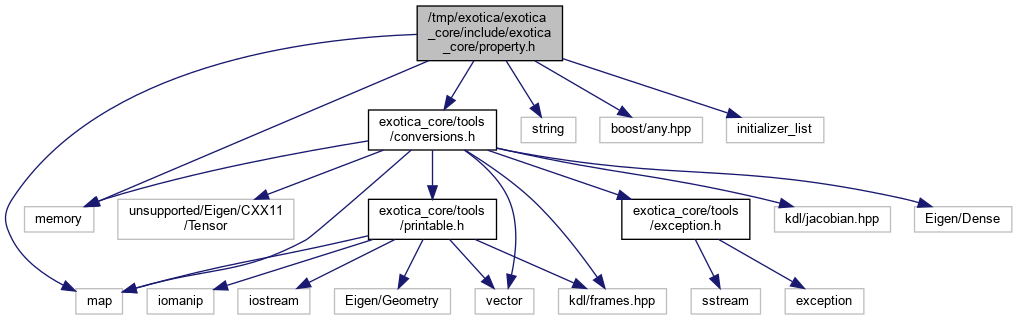 /tmp/exotica/exotica
_core/include/exotica
_core/property.h
exotica_core/tools
/conversions.h
string
boost/any.hpp
initializer_list
memory
unsupported/Eigen/CXX11
/Tensor
exotica_core/tools
/printable.h
exotica_core/tools
/exception.h
kdl/jacobian.hpp
Eigen/Dense
map
iomanip
iostream
Eigen/Geometry
vector
kdl/frames.hpp
sstream
exception